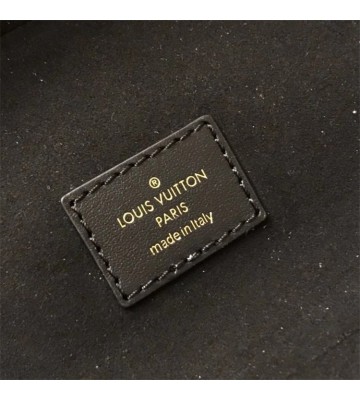 ®
LOUIS VUITTON
PARIS
made in Italy